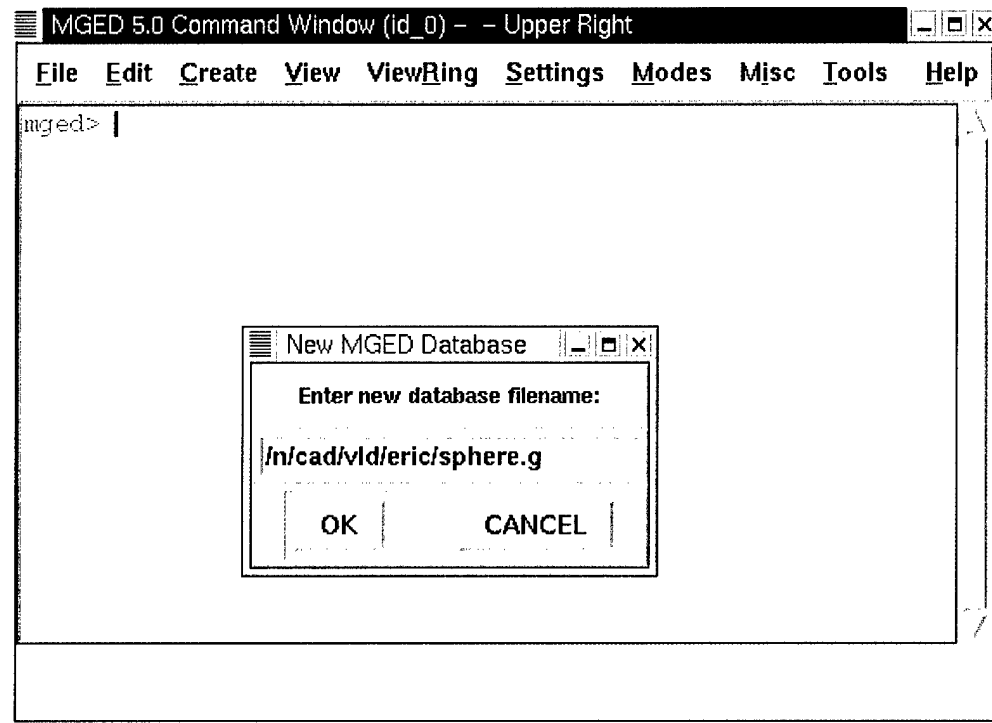 MGED 5.0 Command Window (id_0) – – Upper Right
File Edit Create View ViewRing Settings Modes Misc Tools Help
mged>
New MGED Database
Enter new database filename:
/n/cad/vld/eric/sphere.g
OK CANCEL